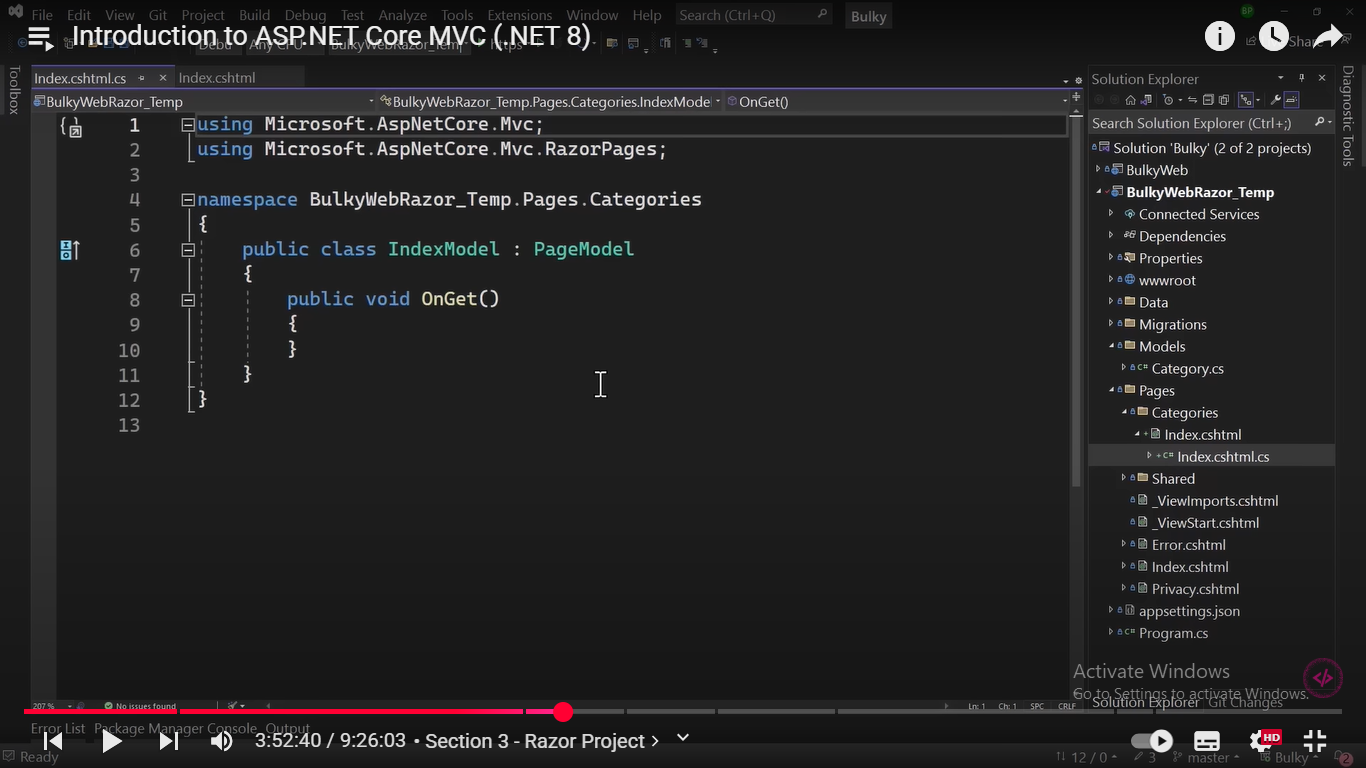 File Edit View Git Project Build Debug Test Analyze Tools Extensions Window Help Search (Ctrl+Q) Bulky BP
Introduction to ASP.NET Core MVC (.NET 8)
Share
Toolbox
Index.cshtml.cs Index.cshtml
BulkyWebRazor_Temp BulkyWebRazor_Temp.Pages.Categories.IndexModel OnGet()
1 using Microsoft.AspNetCore.Mvc;
2 using Microsoft.AspNetCore.Mvc.RazorPages;
3
4 namespace BulkyWebRazor_Temp.Pages.Categories
5 {
6 public class IndexModel : PageModel
7 {
8 public void OnGet()
9 {
10 }
11 }
12 }
13
Solution Explorer
Search Solution Explorer (Ctrl+;)
Solution 'Bulky' (2 of 2 projects)
BulkyWeb
BulkyWebRazor_Temp
Connected Services
Dependencies
Properties
wwwroot
Data
Migrations
Models
Category.cs
Pages
Categories
Index.cshtml
Index.cshtml.cs
Shared
_ViewImports.cshtml
_ViewStart.cshtml
Error.cshtml
Index.cshtml
Privacy.cshtml
appsettings.json
Program.cs
Diagnostic Tools
Activate Windows
Go to Settings to activate Windows.
207 % No issues found Ln: 1 Ch: 1 SPC CRLF
Solution Explorer Git Changes
Error List Package Manager Console Output
3:52:40 / 9:26:03 • Section 3 - Razor Project
HD
Ready 12 / 0 3 master Bulky 2